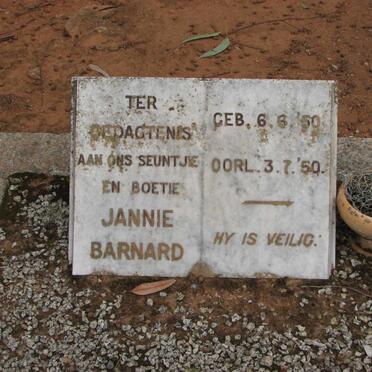 TER
GEDAGTENIS
AAN ONS SEUNTJIE
EN BOETIE
JANNIE
BARNARD
GEB. 6.6.'50.
OORL. 3.7.'50.
HY IS VEILIG.